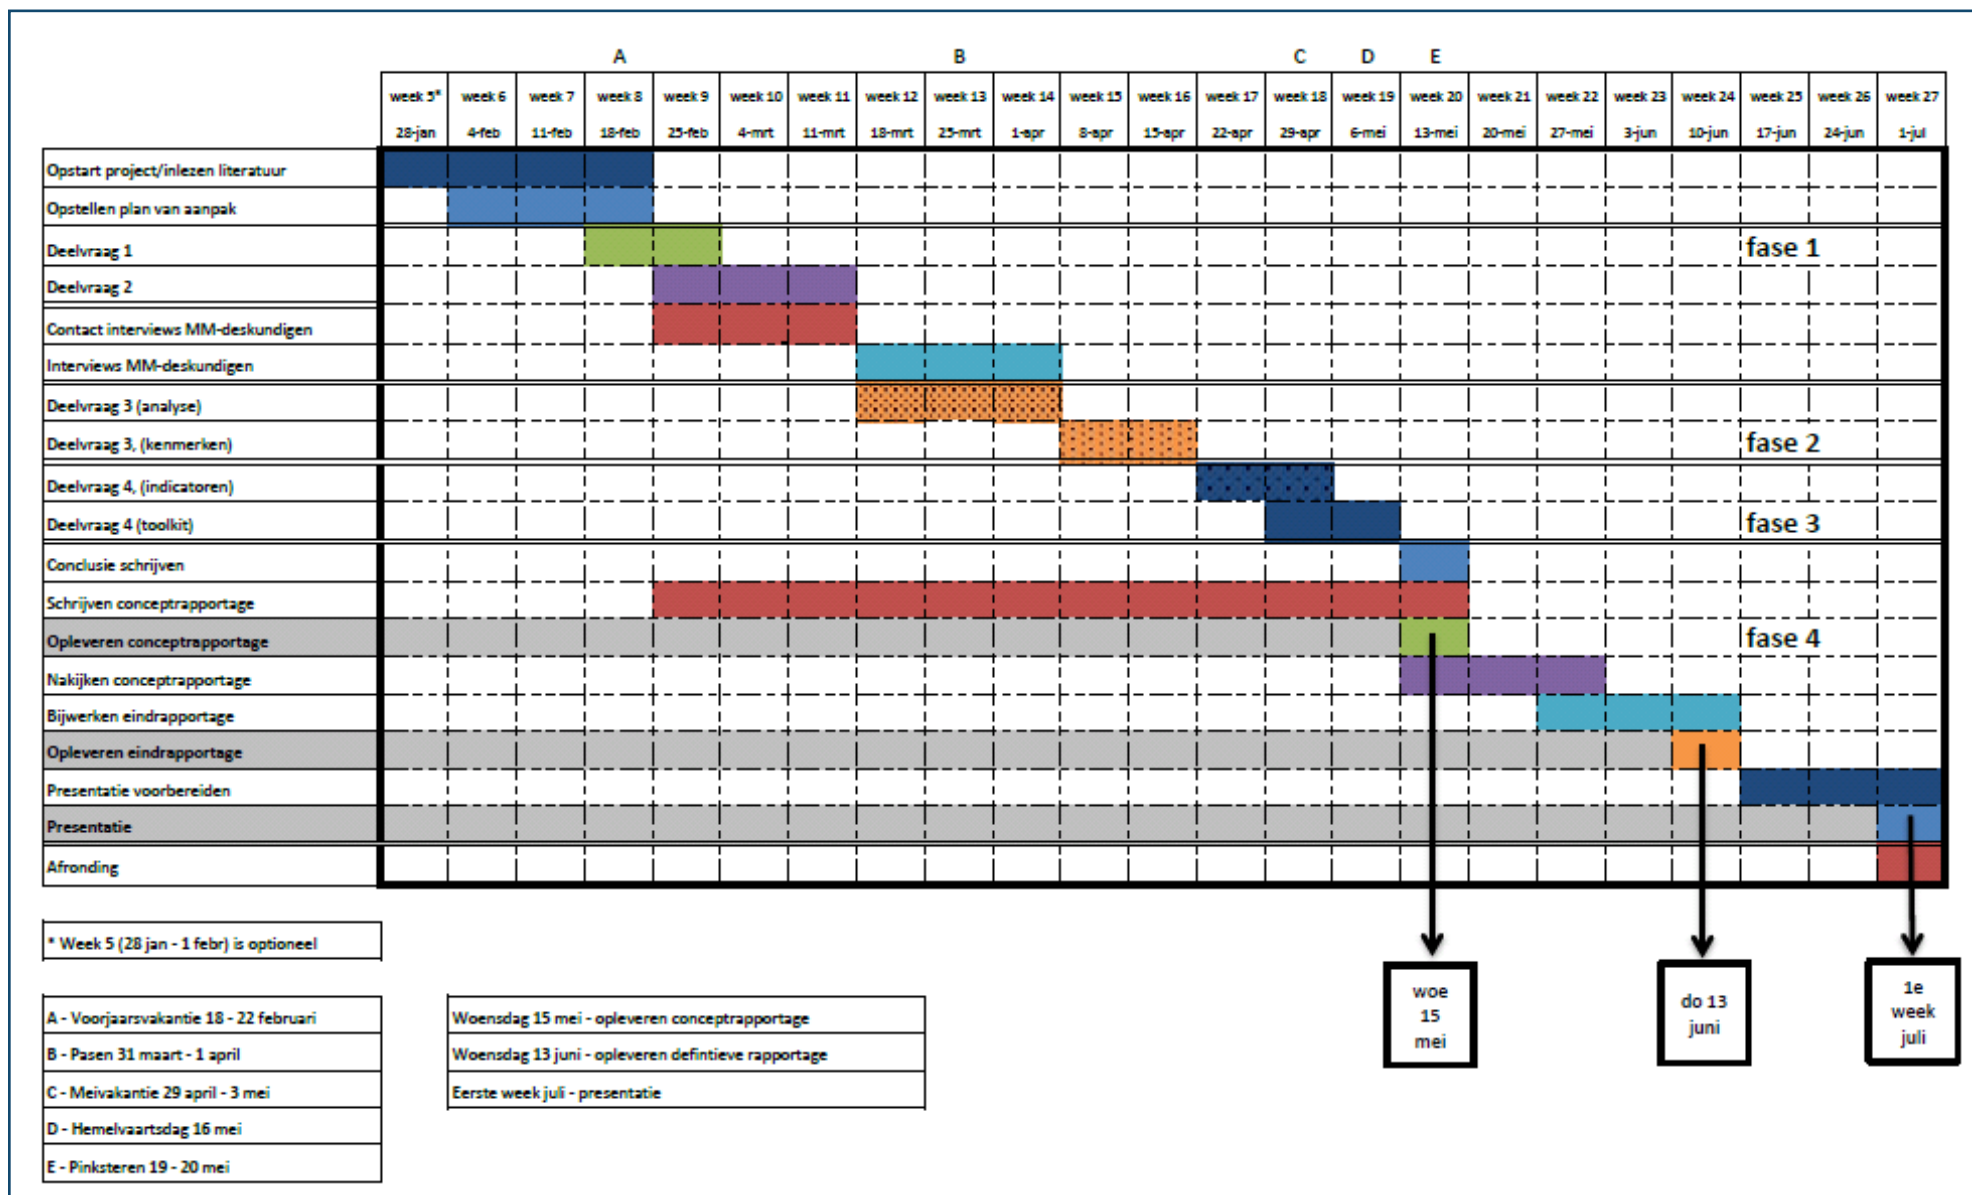 A B C D E
week 5* week 6 week 7 week 8 week 9 week 10 week 11 week 12 week 13 week 14 week 15 week 16 week 17 week 18 week 19 week 20 week 21 week 22 week 23 week 24 week 25 week 26 week 27
28-jan 4-feb 11-feb 18-feb 25-feb 4-mrt 11-mrt 18-mrt 25-mrt 1-apr 8-apr 15-apr 22-apr 29-apr 6-mei 13-mei 20-mei 27-mei 3-jun 10-jun 17-jun 24-jun 1-jul
Opstart project/inlezen literatuur
Opstellen plan van aanpak
Deelvraag 1 fase 1
Deelvraag 2
Contact interviews MM-deskundigen
Interviews MM-deskundigen
Deelvraag 3 (analyse)
Deelvraag 3, (kenmerken) fase 2
Deelvraag 4, (indicatoren)
Deelvraag 4 (toolkit) fase 3
Conclusie schrijven
Schrijven conceptrapportage
Opleveren conceptrapportage fase 4
Nakijken conceptrapportage
Bijwerken eindrapportage
Opleveren eindrapportage
Presentatie voorbereiden
Presentatie
Afronding
* Week 5 (28 jan - 1 febr) is optioneel
woe
15
mei
do 13
juni
1e
week
juli
A - Voorjaarsvakantie 18 - 22 februari
B - Pasen 31 maart - 1 april
C - Meivakantie 29 april - 3 mei
D - Hemelvaartsdag 16 mei
E - Pinksteren 19 - 20 mei
Woensdag 15 mei - opleveren conceptrapportage
Woensdag 13 juni - opleveren defintieve rapportage
Eerste week juli - presentatie